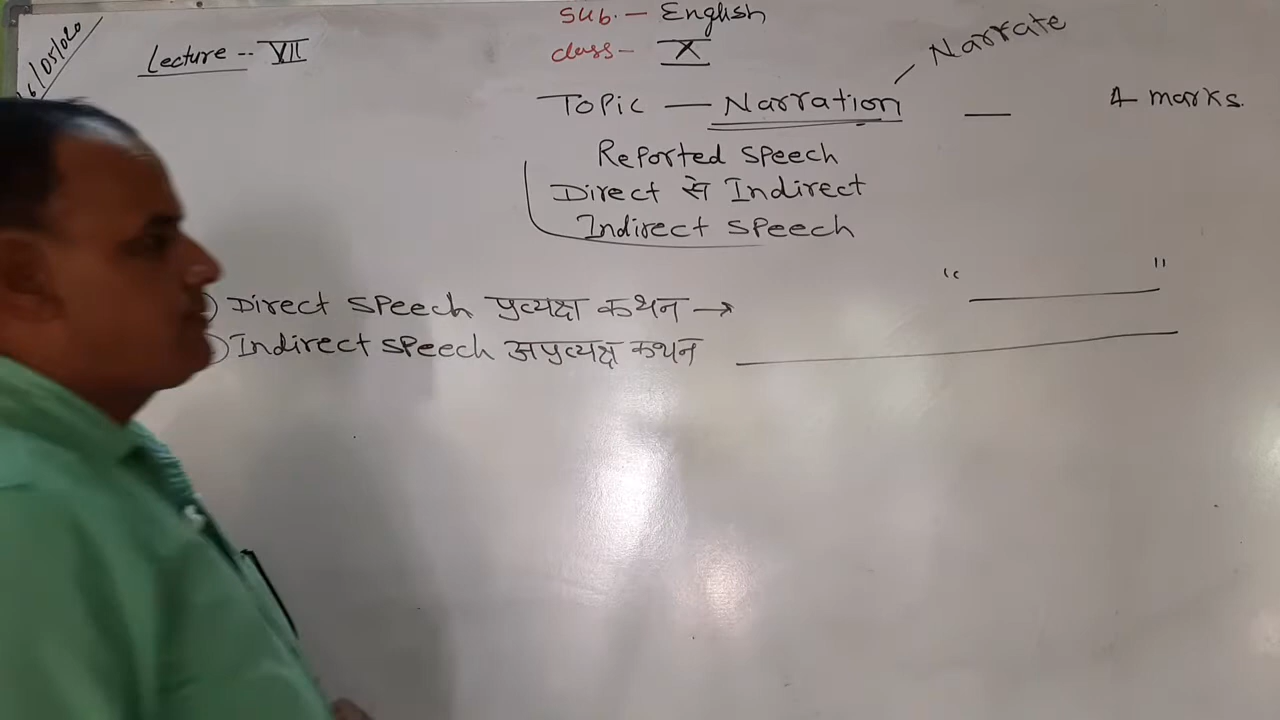 Sub. - English
Lecture -- VII
class - X
Narrate
Topic — Narration — 4 marks.
Reported speech
Direct से Indirect
Indirect speech
" "
) Direct speech प्रत्यक्ष कथन →
) Indirect speech अप्रत्यक्ष कथन